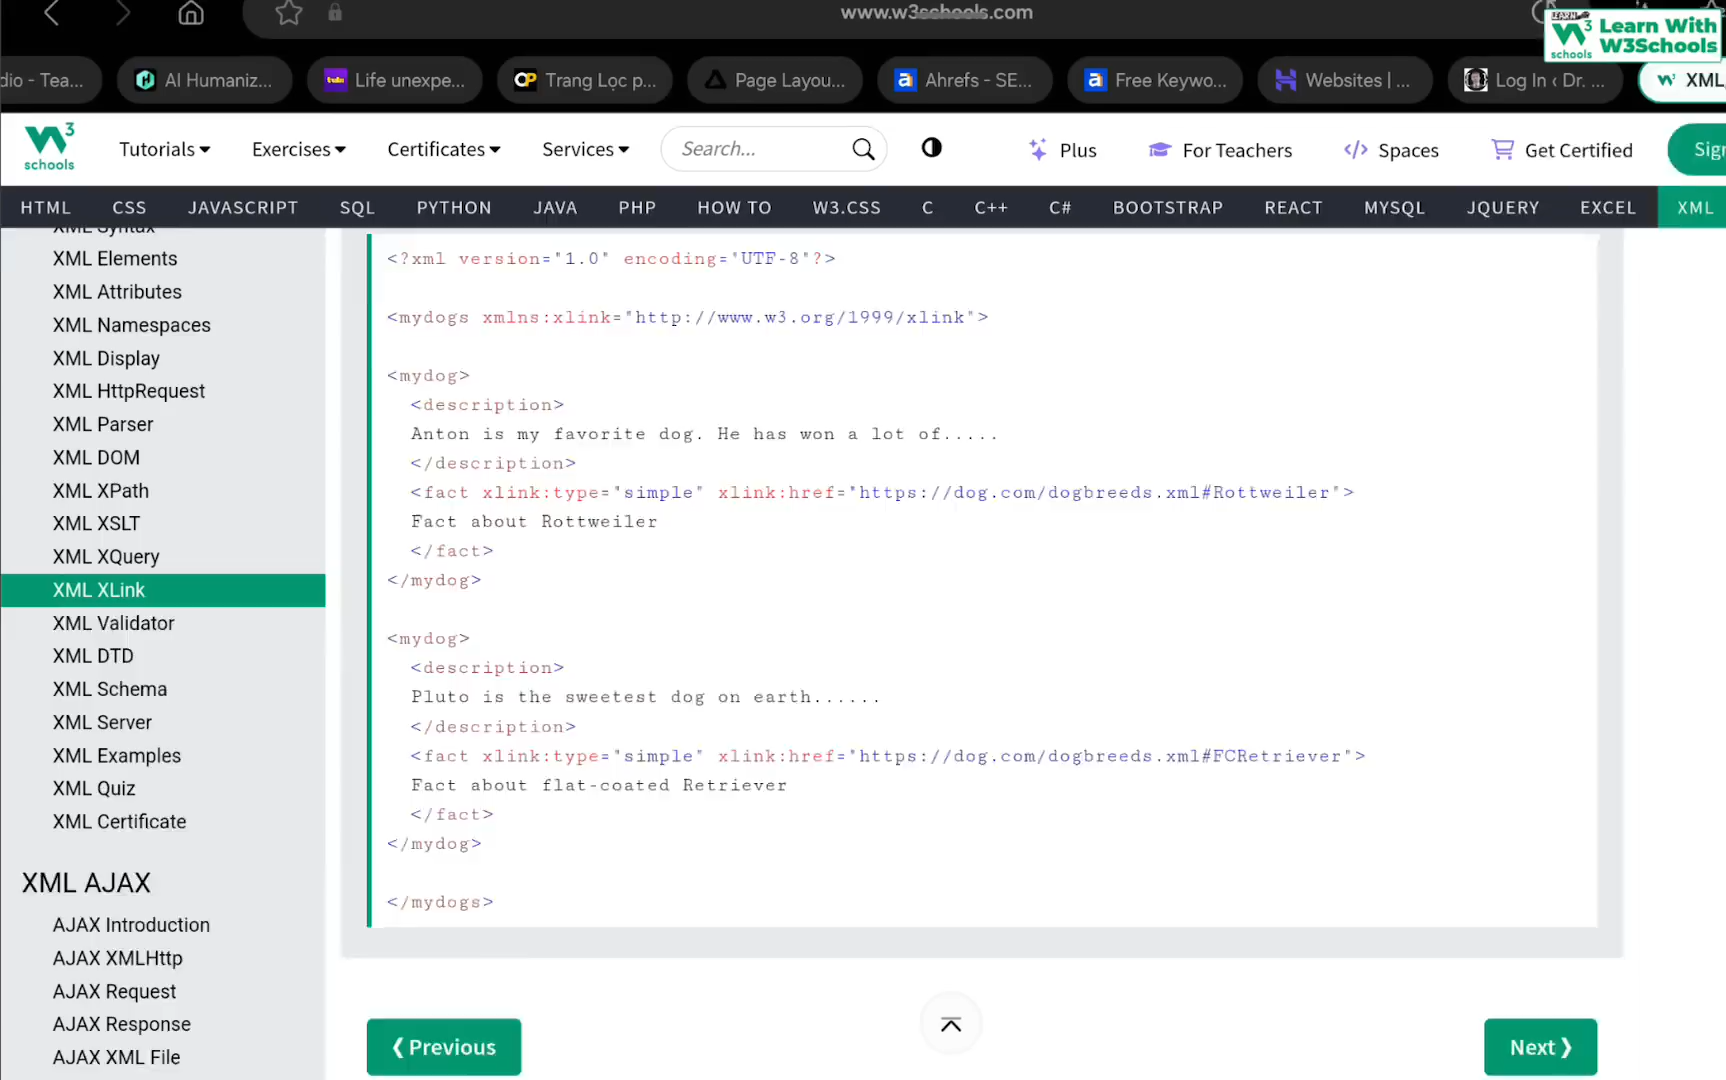 www.w3schools.com
LEARN
W3
schools
Learn With
W3Schools
dio - Tea...
AI Humaniz...
Life unexpe...
CP
Trang Lọc p...
Page Layou...
a
Ahrefs - SE...
a
Free Keywo...
Websites | ...
Log In ‹ Dr. ...
XML
W3
schools
Tutorials
Exercises
Certificates
Services
Search...
Plus
For Teachers
Spaces
Get Certified
Sign
HTML CSS JAVASCRIPT SQL PYTHON JAVA PHP HOW TO W3.CSS C C++ C# BOOTSTRAP REACT MYSQL JQUERY EXCEL XML
XML Syntax
XML Elements
XML Attributes
XML Namespaces
XML Display
XML HttpRequest
XML Parser
XML DOM
XML XPath
XML XSLT
XML XQuery
XML XLink
XML Validator
XML DTD
XML Schema
XML Server
XML Examples
XML Quiz
XML Certificate
XML AJAX
AJAX Introduction
AJAX XMLHttp
AJAX Request
AJAX Response
AJAX XML File
<?xml version="1.0" encoding="UTF-8"?>
<mydogs xmlns:xlink="http://www.w3.org/1999/xlink">
<mydog>
<description>
Anton is my favorite dog. He has won a lot of.....
</description>
<fact xlink:type="simple" xlink:href="https://dog.com/dogbreeds.xml#Rottweiler">
Fact about Rottweiler
</fact>
</mydog>
<mydog>
<description>
Pluto is the sweetest dog on earth......
</description>
<fact xlink:type="simple" xlink:href="https://dog.com/dogbreeds.xml#FCRetriever">
Fact about flat-coated Retriever
</fact>
</mydog>
</mydogs>
❮ Previous
Next ❯